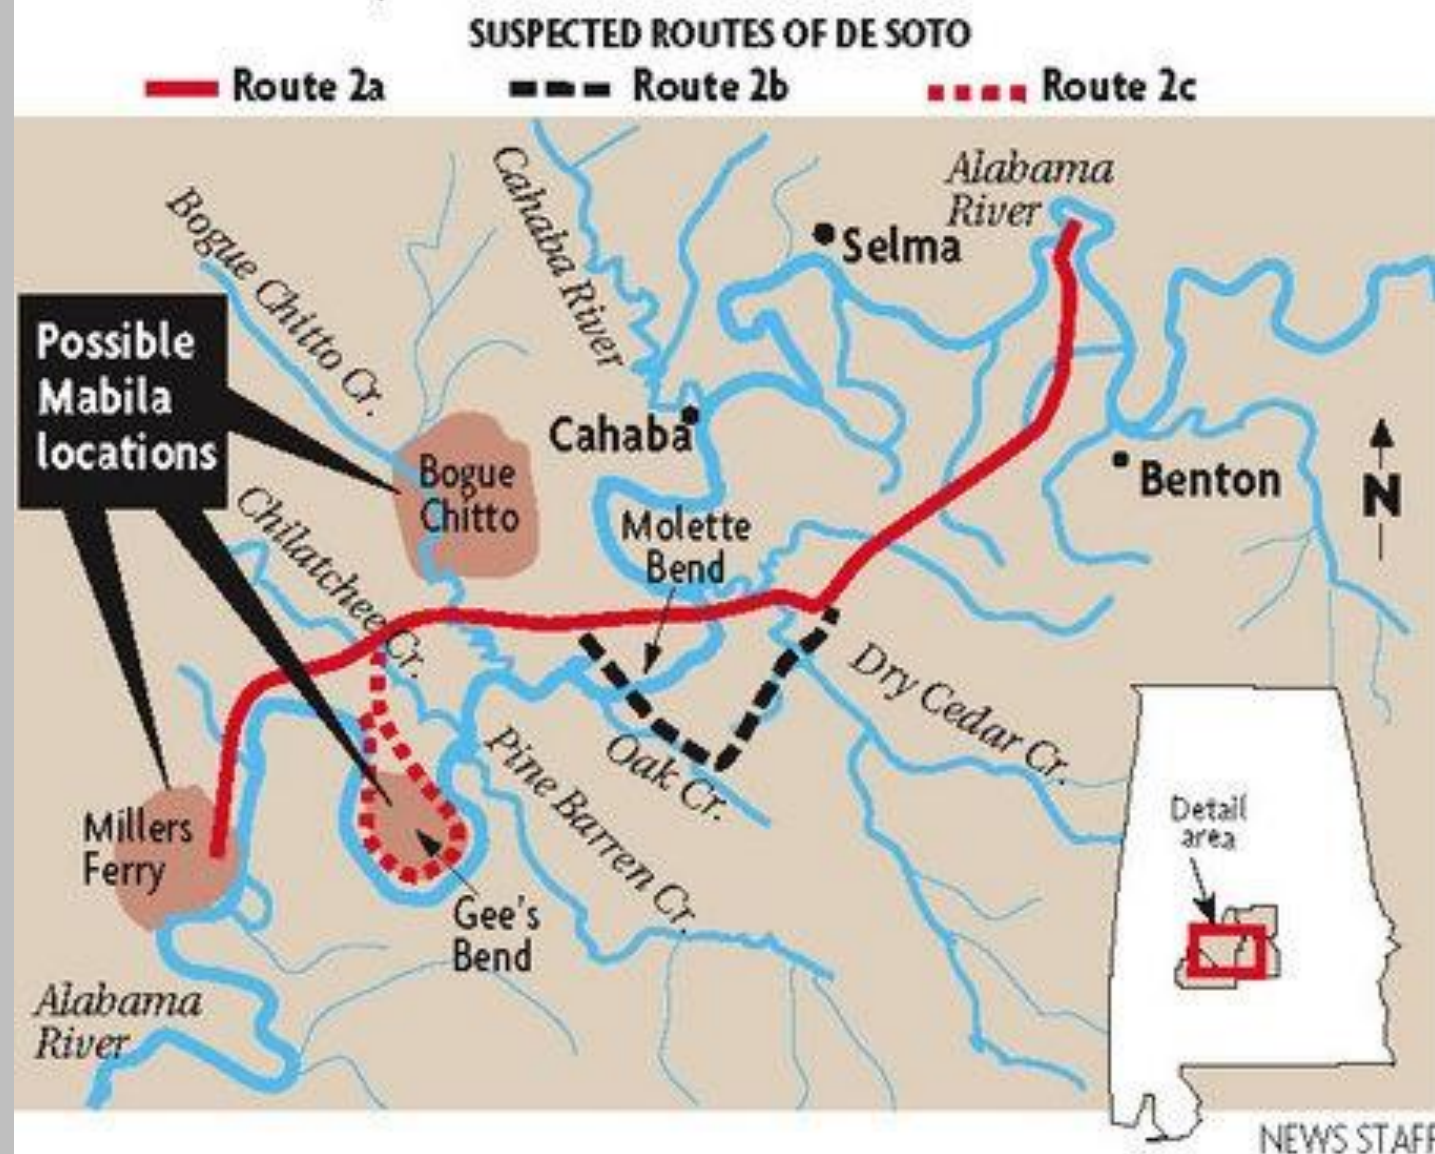 SUSPECTED ROUTES OF DE SOTO
Route 2a
Route 2b
Route 2c
Alabama
River
Cahaba River
Bogue Chitto Cr.
Selma
Possible
Mabila
locations
Cahaba
Bogue
Chitto
Benton
N
Chilatchee Cr.
Molette
Bend
Dry Cedar Cr.
Oak Cr.
Pine Barren Cr.
Millers
Ferry
Gee's
Bend
Detail
area
Alabama
River
NEWS STAFF